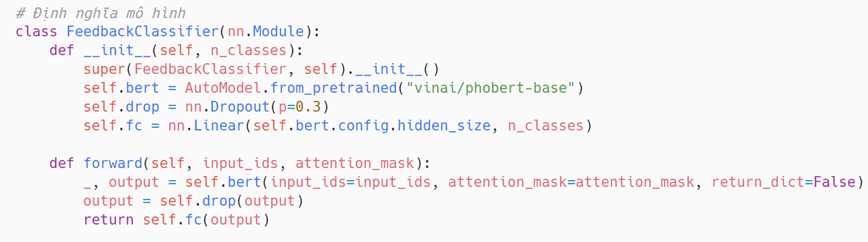 # Định nghĩa mô hình
class FeedbackClassifier(nn.Module):
    def __init__(self, n_classes):
        super(FeedbackClassifier, self).__init__()
        self.bert = AutoModel.from_pretrained("vinai/phobert-base")
        self.drop = nn.Dropout(p=0.3)
        self.fc = nn.Linear(self.bert.config.hidden_size, n_classes)

    def forward(self, input_ids, attention_mask):
        _, output = self.bert(input_ids=input_ids, attention_mask=attention_mask, return_dict=False)
        output = self.drop(output)
        return self.fc(output)